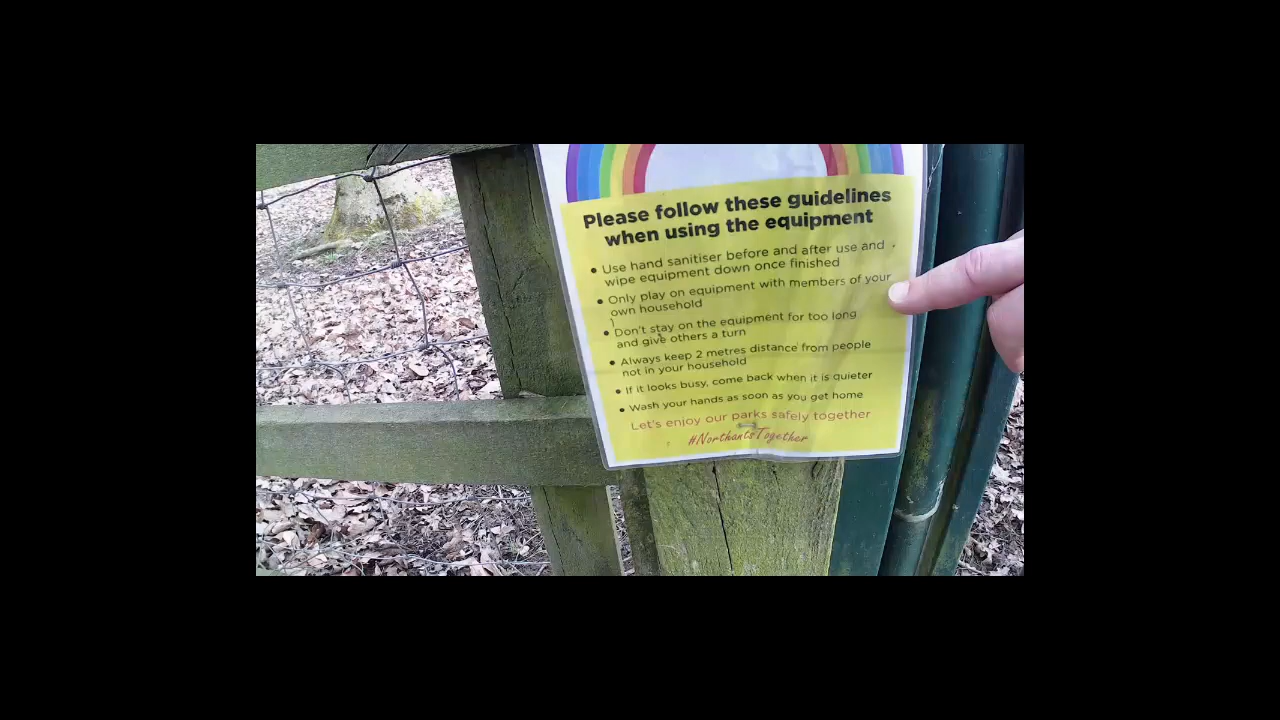 Please follow these guidelines
when using the equipment
• Use hand sanitiser before and after use and
wipe equipment down once finished
• Only play on equipment with members of your
own household
• Don't stay on the equipment for too long
and give others a turn
• Always keep 2 metres distance from people
not in your household
• If it looks busy, come back when it is quieter
• Wash your hands as soon as you get home
Let's enjoy our parks safely together
#NorthantsTogether